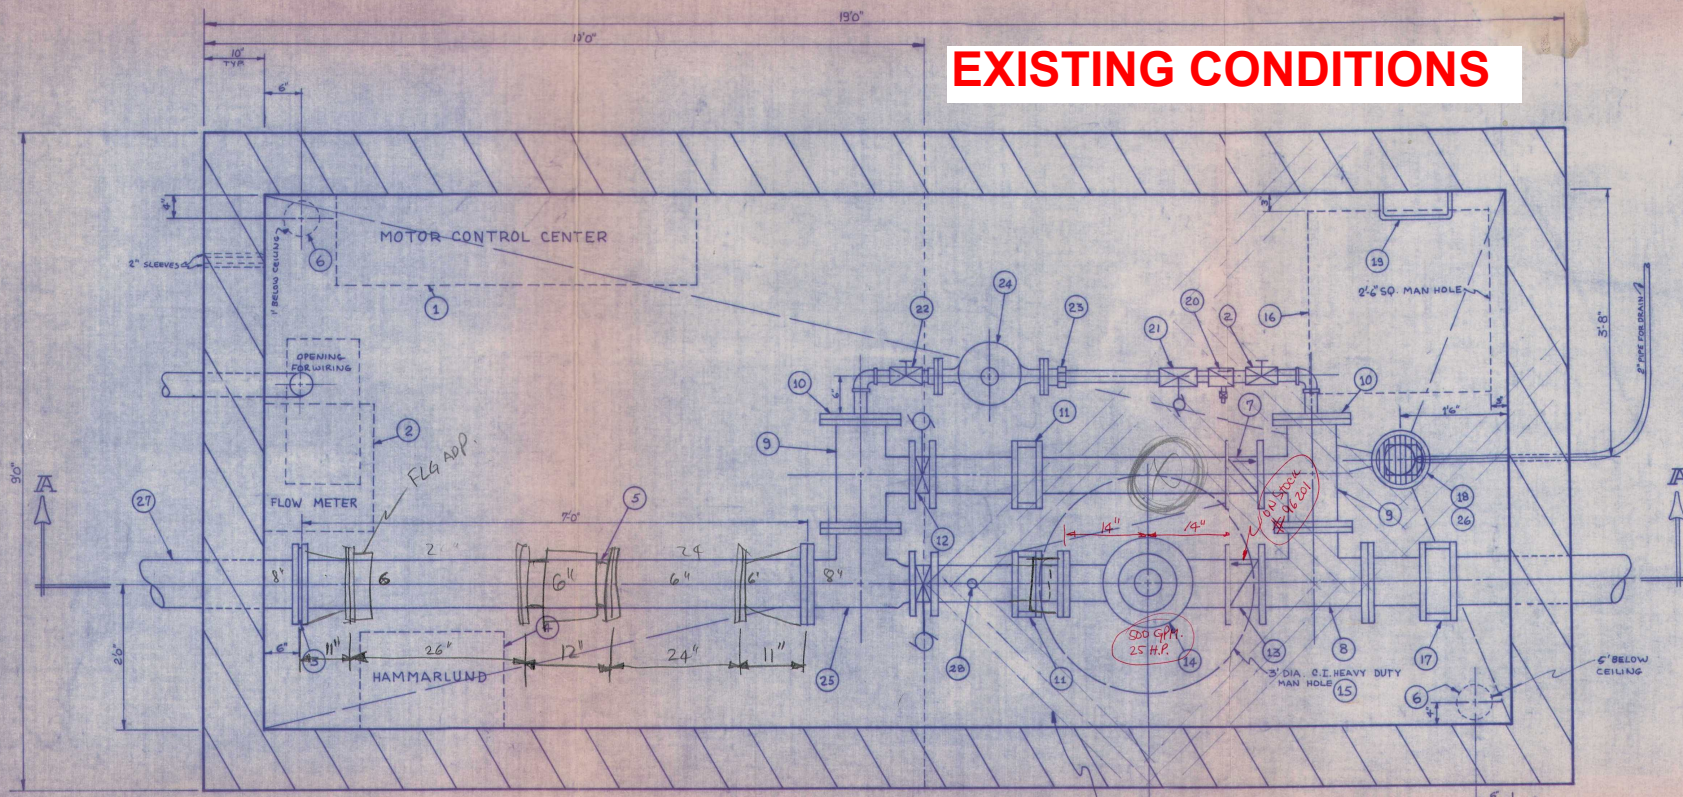 19'0"
EXISTING CONDITIONS
10"
TYP.
6"
4"
2" SLEEVES
1' BELOW CEILING
6
MOTOR CONTROL CENTER
1
3"
19
2'-6" SQ. MAN HOLE
16
3'-8"
2" PIPE FOR DRAIN
9'0"
OPENING
FOR WIRING
2
FLOW METER
FLG ADP.
22
24
23
21
20
2
10
6"
10
9
11
7
1'6"
3"
18
26
9
12
ON STOCK
A
A
27
7'0"
5
14"
14"
8"
6
2
6"
24
6"
6"
8"
6"
11"
26"
12"
24"
11"
2'0"
HAMMARLUND
25
28
11
500 GPM.
25 H.P.
14
13
8
17
3' DIA. C.I. HEAVY DUTY
MAN HOLE
15
6
4"
BELOW
CEILING